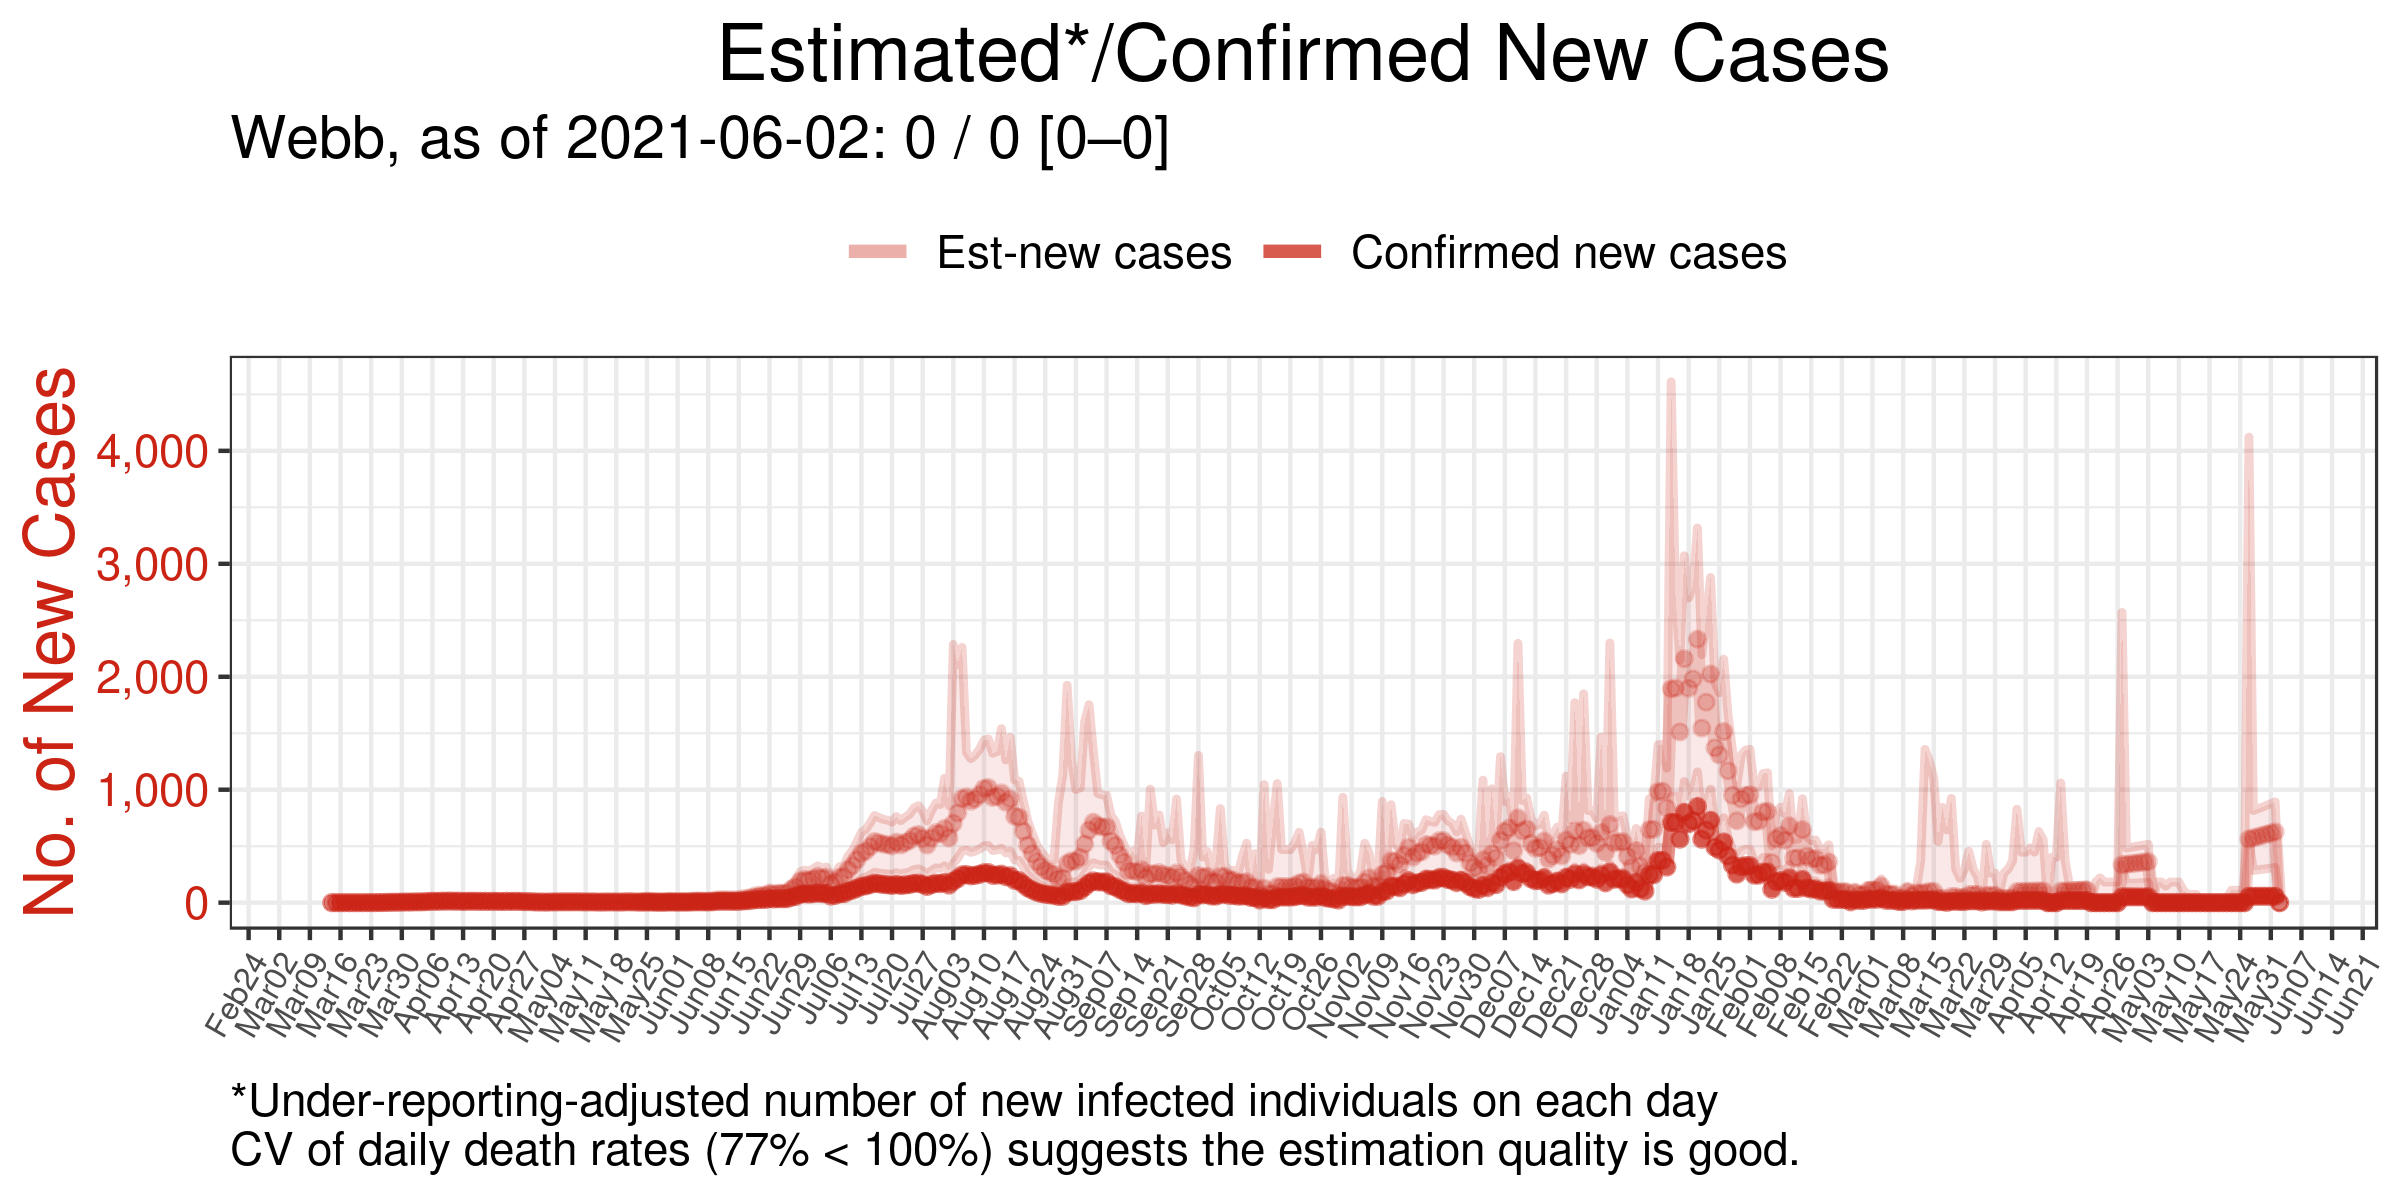 Estimated*/Confirmed New Cases
Webb, as of 2021-06-02: 0 / 0 [0–0]
Est-new cases
Confirmed new cases
No. of New Cases
4,000
3,000
2,000
1,000
0
Feb24
Mar02
Mar09
Mar16
Mar23
Mar30
Apr06
Apr13
Apr20
Apr27
May04
May11
May18
May25
Jun01
Jun08
Jun15
Jun22
Jun29
Jul06
Jul13
Jul20
Jul27
Aug03
Aug10
Aug17
Aug24
Aug31
Sep07
Sep14
Sep21
Sep28
Oct05
Oct12
Oct19
Oct26
Nov02
Nov09
Nov16
Nov23
Nov30
Dec07
Dec14
Dec21
Dec28
Jan04
Jan11
Jan18
Jan25
Feb01
Feb08
Feb15
Feb22
Mar01
Mar08
Mar15
Mar22
Mar29
Apr05
Apr12
Apr19
Apr26
May03
May10
May17
May24
May31
Jun07
Jun14
Jun21
*Under-reporting-adjusted number of new infected individuals on each day
CV of daily death rates (77% < 100%) suggests the estimation quality is good.